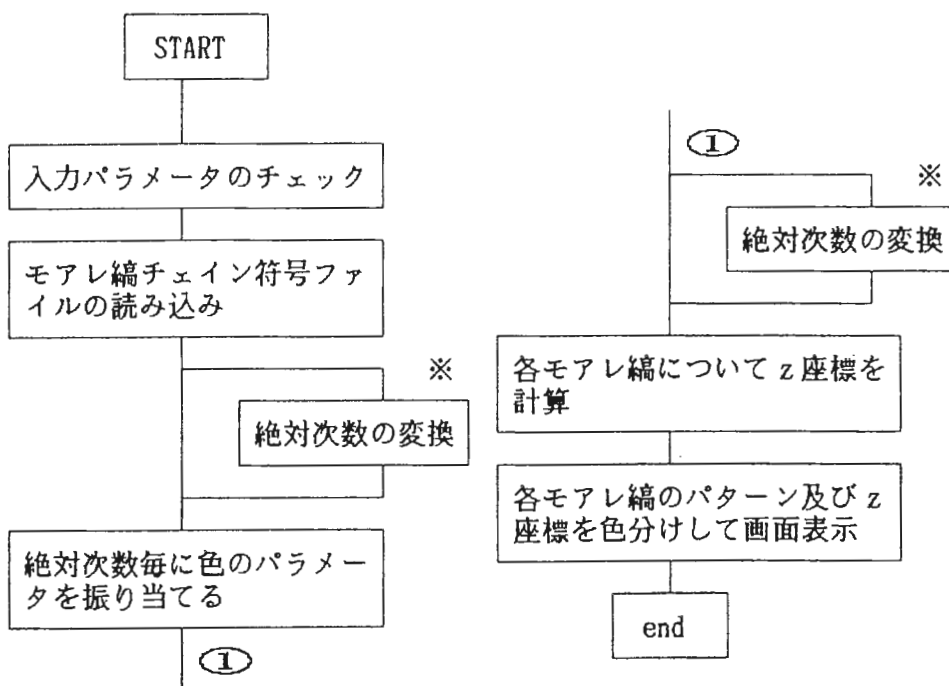 START
入力パラメータのチェック
モアレ縞チェイン符号ファ
イルの読み込み
※
絶対次数の変換
絶対次数毎に色のパラメー
タを振り当てる
①
①
※
絶対次数の変換
各モアレ縞についてz座標を
計算
各モアレ縞のパターン及びz
座標を色分けして画面表示
end